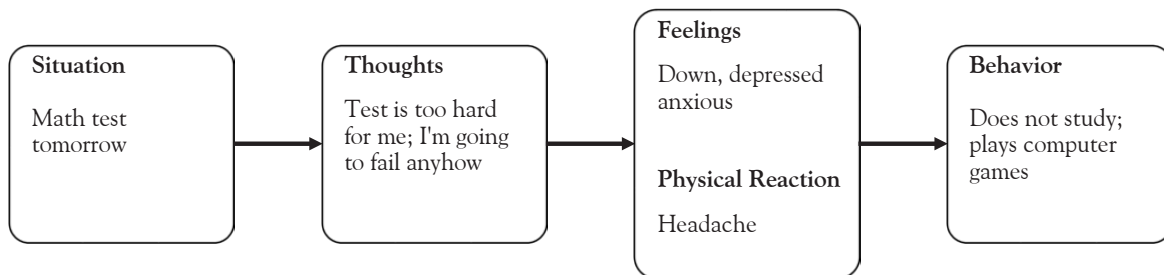 Situation
Math test
tomorrow
Thoughts
Test is too hard
for me; I'm going
to fail anyhow
Feelings
Down, depressed
anxious
Physical Reaction
Headache
Behavior
Does not study;
plays computer
games